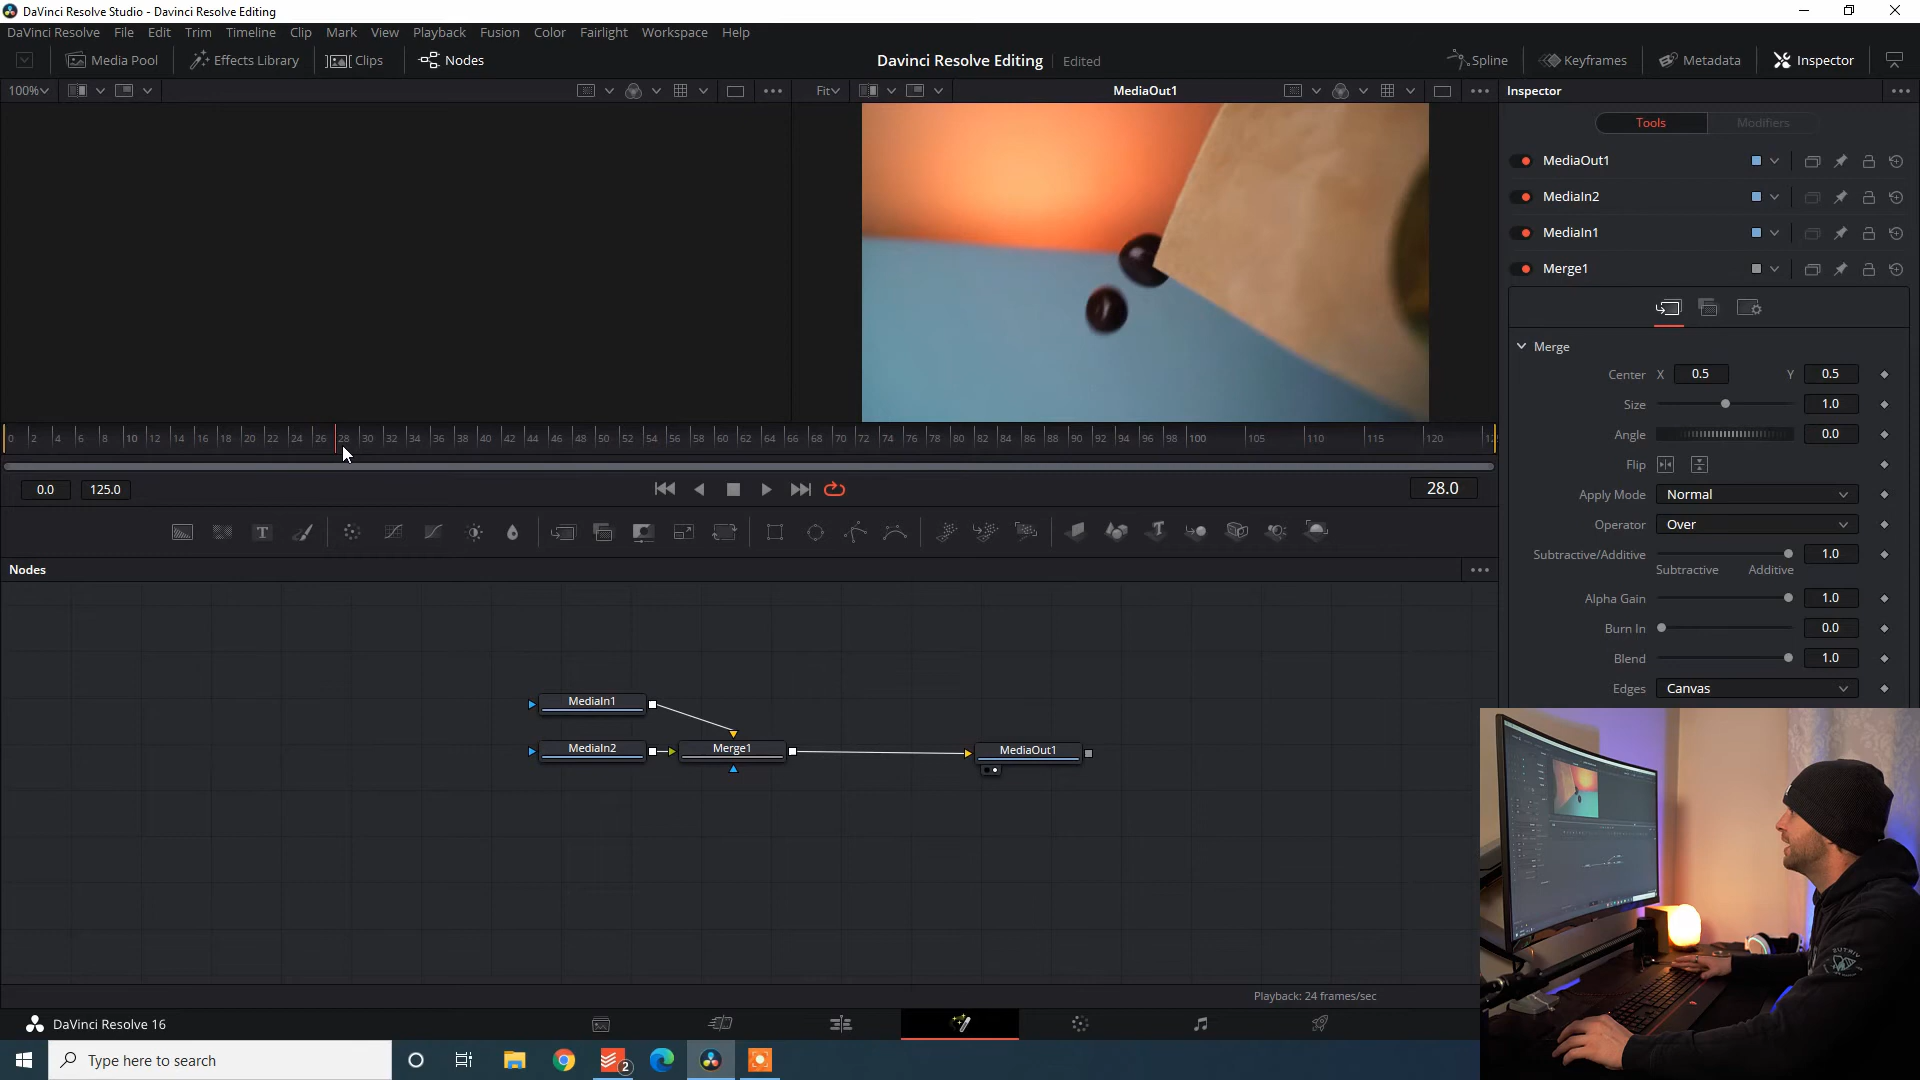 DaVinci Resolve Studio - Davinci Resolve Editing
DaVinci Resolve File Edit Trim Timeline Clip Mark View Playback Fusion Color Fairlight Workspace Help
Media Pool Effects Library Clips Nodes Davinci Resolve Editing Edited Spline Keyframes Metadata Inspector
100% Fit MediaOut1 Inspector
Tools Modifiers
MediaOut1
MediaIn2
MediaIn1
Merge1
Merge
Center X 0.5 Y 0.5
Size 1.0
Angle 0.0
Flip
Apply Mode Normal
Operator Over
Subtractive/Additive 1.0
Subtractive Additive
Alpha Gain 1.0
Burn In 0.0
Blend 1.0
Edges Canvas
0 2 4 6 8 10 12 14 16 18 20 22 24 26 28 30 32 34 36 38 40 42 44 46 48 50 52 54 56 58 60 62 64 66 68 70 72 74 76 78 80 82 84 86 88 90 92 94 96 98 100 105 110 115 120
0.0 125.0 28.0
Nodes
MediaIn1
MediaIn2 Merge1 MediaOut1
Playback: 24 frames/sec
DaVinci Resolve 16
Type here to search 2